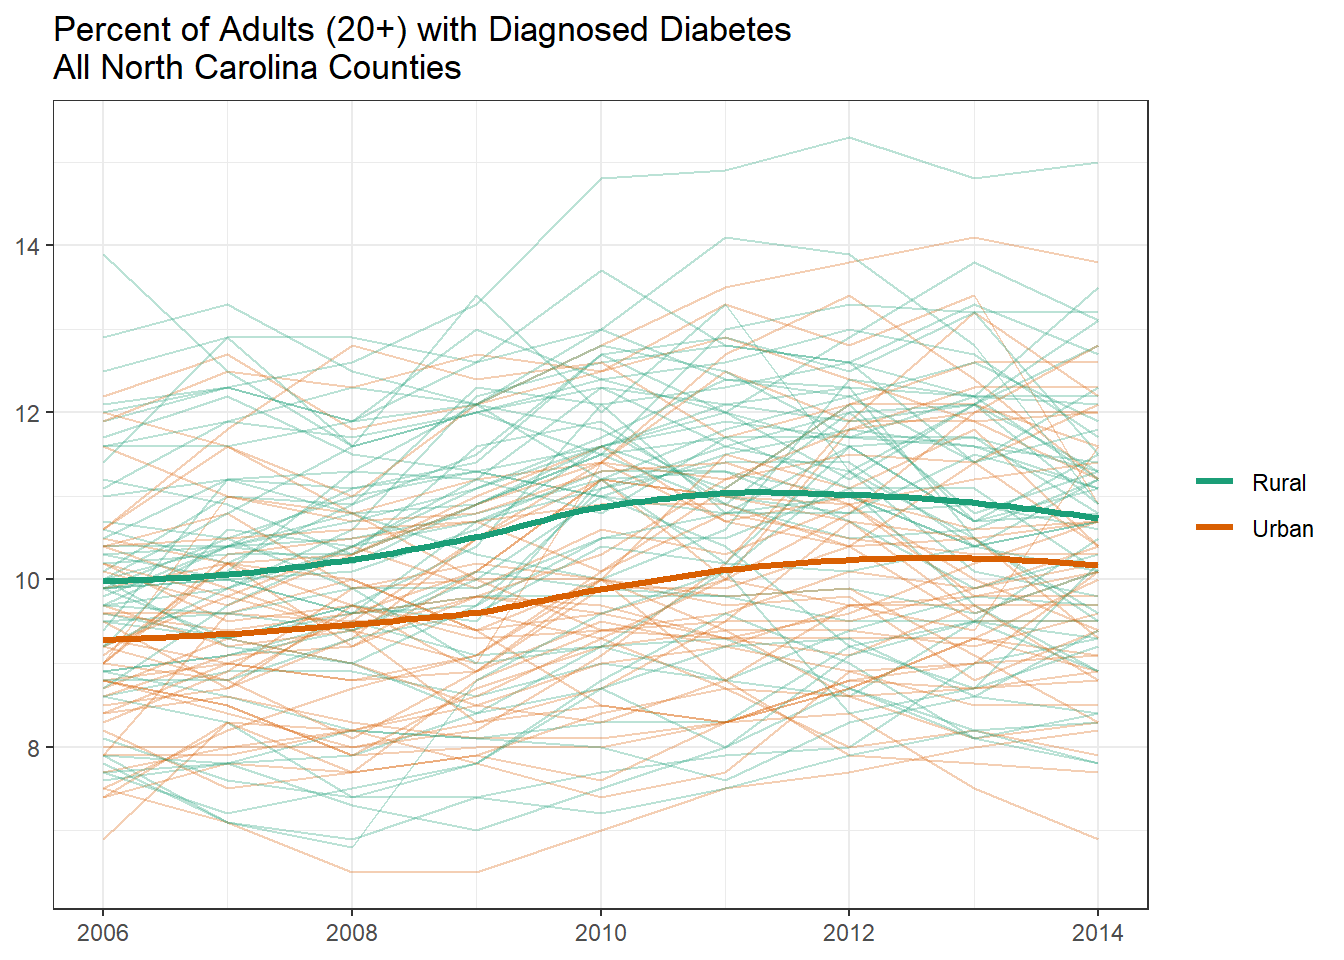 Percent of Adults (20+) with Diagnosed Diabetes
All North Carolina Counties
14
12
10
8
2006
2008
2010
2012
2014
Rural
Urban